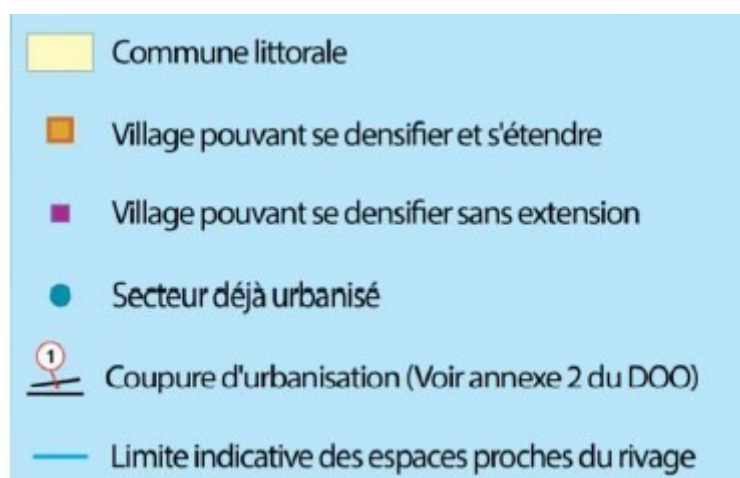 Commune littorale
Village pouvant se densifier et s'étendre
Village pouvant se densifier sans extension
Secteur déjà urbanisé
1
Coupure d'urbanisation (Voir annexe 2 du DOO)
Limite indicative des espaces proches du rivage